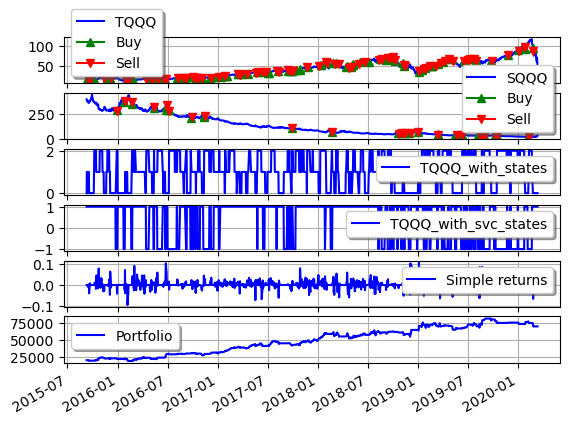 TQQQ
Buy
Sell
100
50
SQQQ
Buy
Sell
250
0
2
0
TQQQ_with_states
1
0
−1
TQQQ_with_svc_states
0.1
0.0
−0.1
Simple returns
75000
50000
25000
Portfolio
2015-07
2016-01
2016-07
2017-01
2017-07
2018-01
2018-07
2019-01
2019-07
2020-01